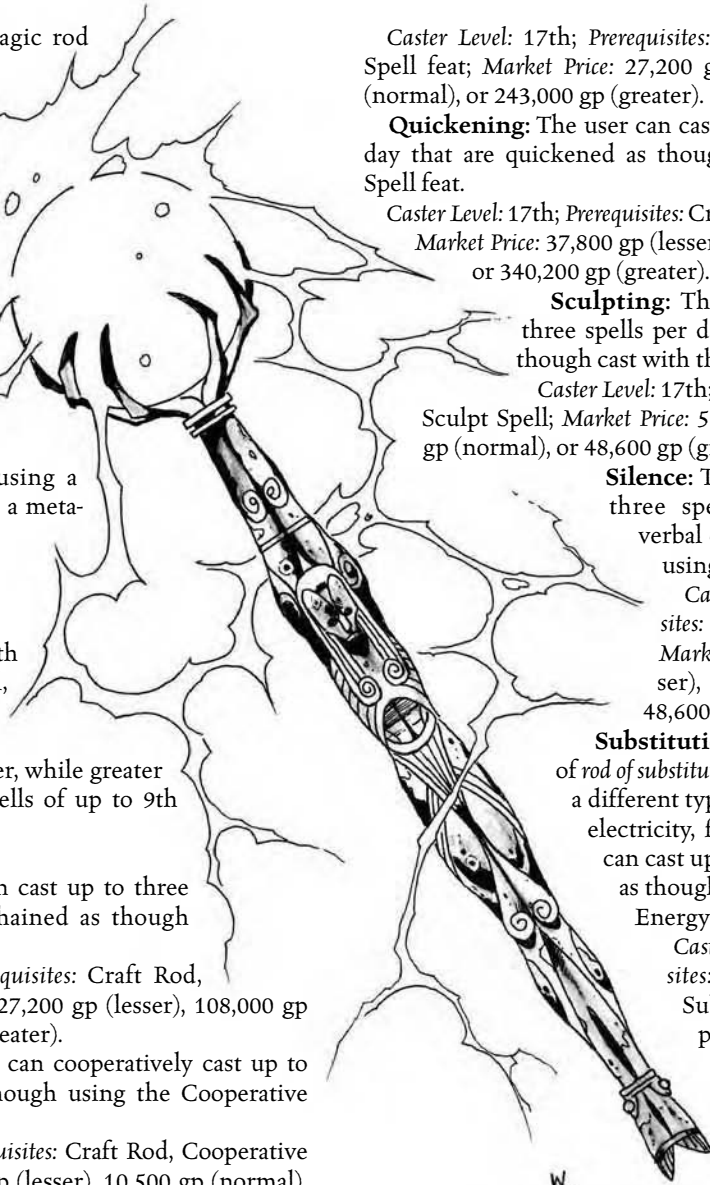 agic rod
using a
a meta-
th
er, while greater
ells of up to 9th
n cast up to three
hained as though
quisites: Craft Rod,
27,200 gp (lesser), 108,000 gp
eater).
can cooperatively cast up to
hough using the Cooperative
uisites: Craft Rod, Cooperative
p (lesser), 10,500 gp (normal),
Caster Level: 17th; Prerequisites:
Spell feat; Market Price: 27,200 g
(normal), or 243,000 gp (greater).
Quickening: The user can cas
day that are quickened as thoug
Spell feat.
Caster Level: 17th; Prerequisites: Cr
Market Price: 37,800 gp (lesser
or 340,200 gp (greater).
Sculpting: Th
three spells per d
though cast with th
Caster Level: 17th;
Sculpt Spell; Market Price: 5
gp (normal), or 48,600 gp (g
Silence: T
three spe
verbal
using
Ca
sites:
Mark
ser),
48,600
Substituti
of rod of substitu
a different typ
electricity, f
can cast up
as though
Energy
Cast
sites:
Su
p
W